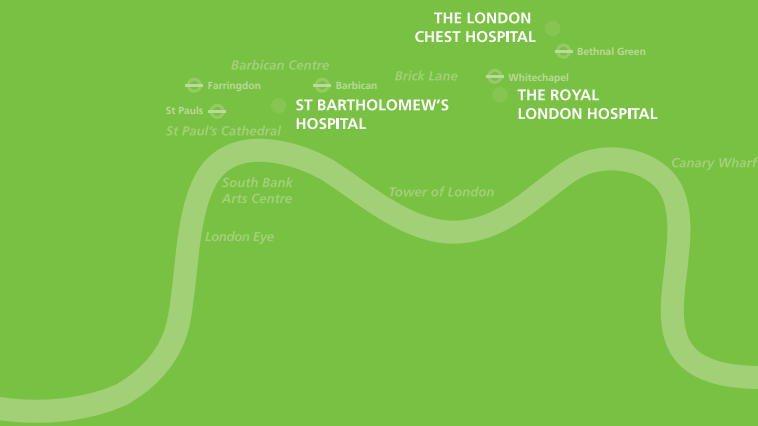 THE LONDON
CHEST HOSPITAL
Bethnal Green
Barbican Centre
Brick Lane
Whitechapel
Farringdon
Barbican
THE ROYAL
LONDON HOSPITAL
St Pauls
ST BARTHOLOMEW'S
HOSPITAL
St Paul's Cathedral
Canary Wharf
South Bank
Arts Centre
Tower of London
London Eye